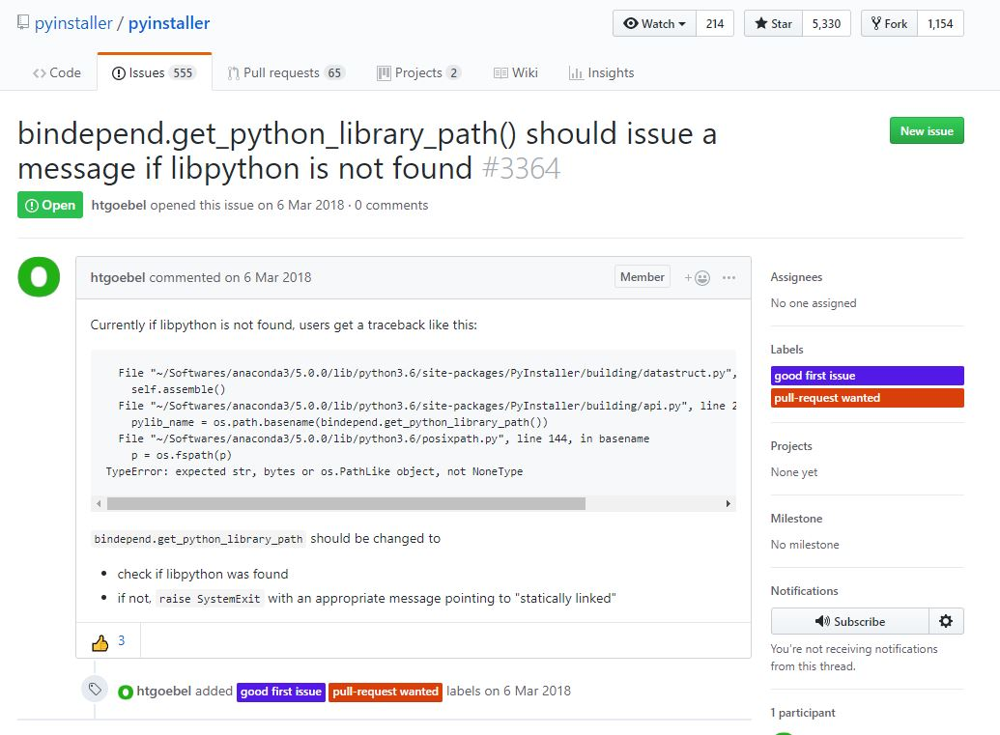 pyinstaller / pyinstaller
Watch 214 Star 5,330 Fork 1,154
Code Issues 555 Pull requests 65 Projects 2 Wiki Insights
bindepend.get_python_library_path() should issue a
message if libpython is not found #3364
New issue
Open htgoebel opened this issue on 6 Mar 2018 · 0 comments
htgoebel commented on 6 Mar 2018 Member
Currently if libpython is not found, users get a traceback like this:
File "~/Softwares/anaconda3/5.0.0/lib/python3.6/site-packages/PyInstaller/building/datastruct.py",
self.assemble()
File "~/Softwares/anaconda3/5.0.0/lib/python3.6/site-packages/PyInstaller/building/api.py", line 2
pylib_name = os.path.basename(bindepend.get_python_library_path())
File "~/Softwares/anaconda3/5.0.0/lib/python3.6/posixpath.py", line 144, in basename
p = os.fspath(p)
TypeError: expected str, bytes or os.PathLike object, not NoneType
bindepend.get_python_library_path should be changed to
• check if libpython was found
• if not, raise SystemExit with an appropriate message pointing to "statically linked"
3
htgoebel added good first issue pull-request wanted labels on 6 Mar 2018
Assignees
No one assigned
Labels
good first issue
pull-request wanted
Projects
None yet
Milestone
No milestone
Notifications
Subscribe
You're not receiving notifications
from this thread.
1 participant